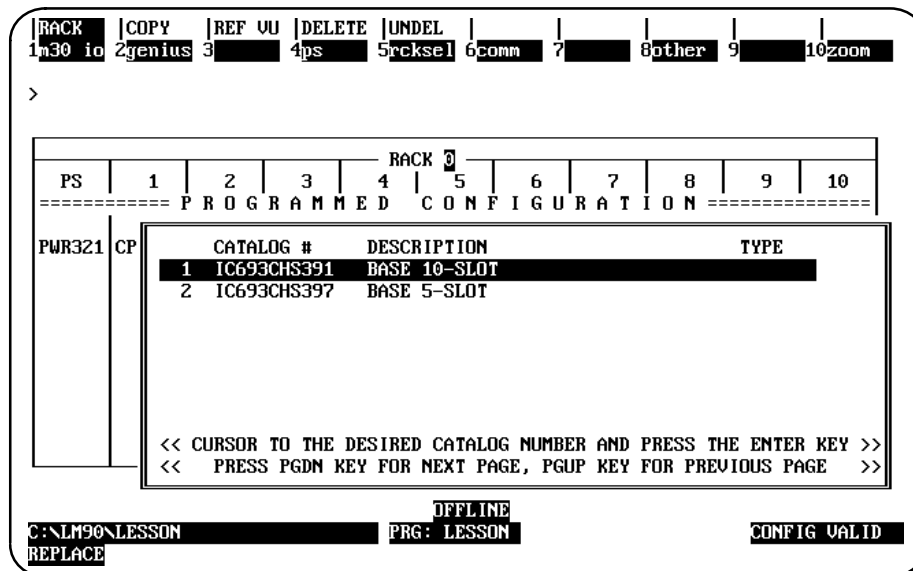 RACK |COPY |REF VU |DELETE |UNDEL | | | | |
1m30 io 2genius 3 4ps 5rcksel 6comm 7 8other 9 10zoom
>
RACK 0
PS 1 2 3 4 5 6 7 8 9 10
============ P R O G R A M M E D C O N F I G U R A T I O N ===============
PWR321 CP
CATALOG # DESCRIPTION TYPE
1 IC693CHS391 BASE 10-SLOT
2 IC693CHS397 BASE 5-SLOT
<< CURSOR TO THE DESIRED CATALOG NUMBER AND PRESS THE ENTER KEY >>
<< PRESS PGDN KEY FOR NEXT PAGE, PGUP KEY FOR PREVIOUS PAGE >>
OFFLINE
C:\LM90\LESSON PRG: LESSON CONFIG VALID
REPLACE